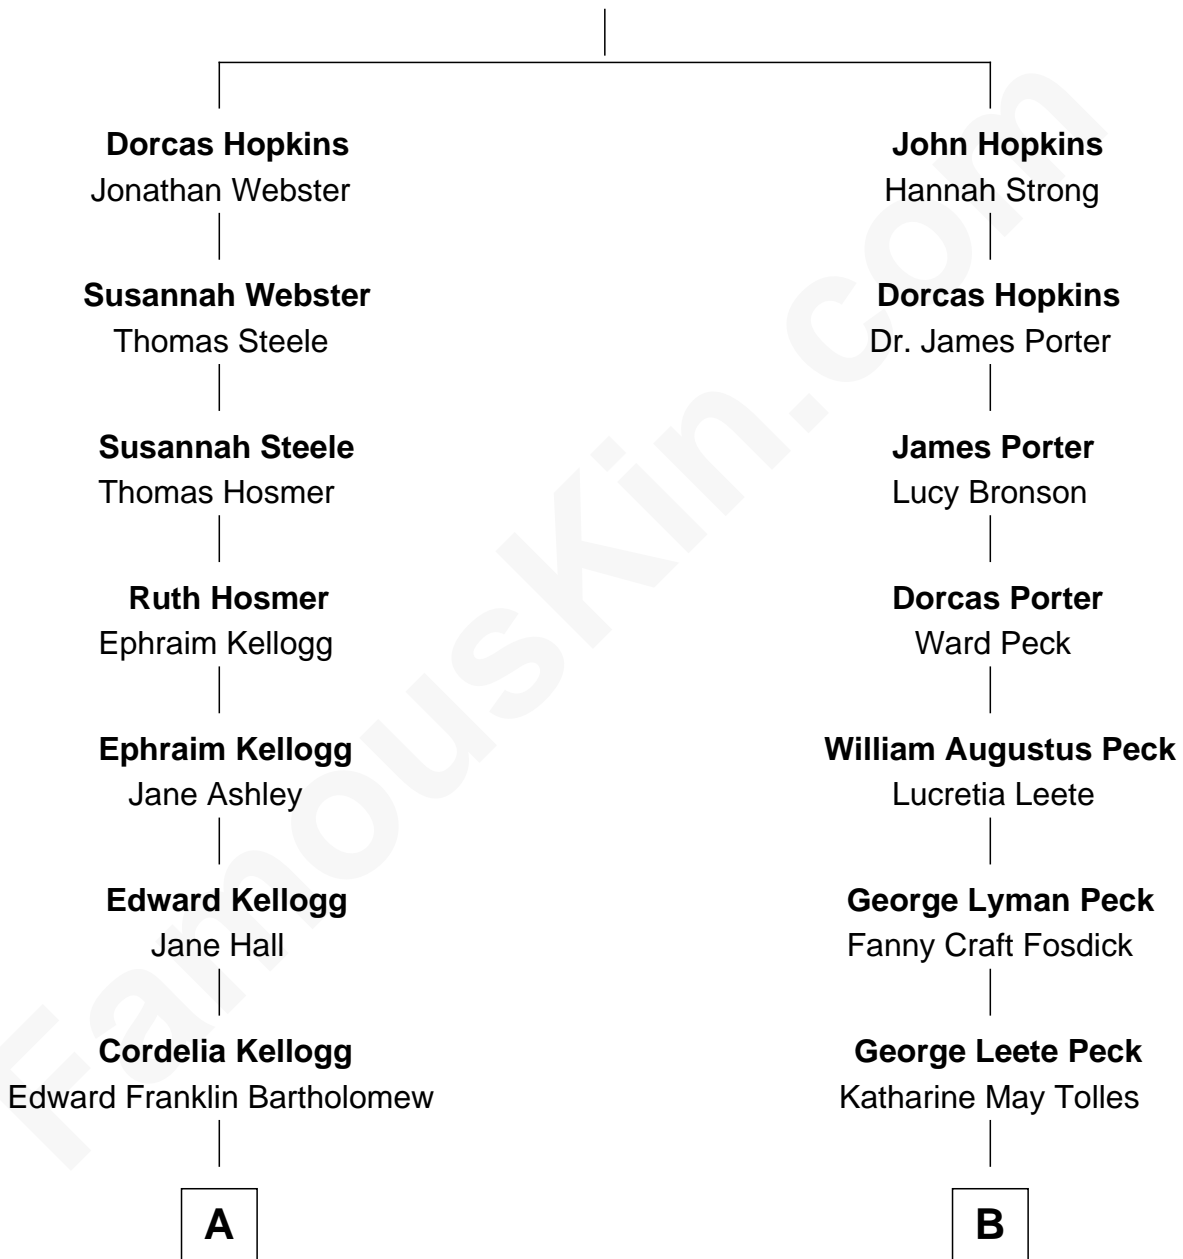 Dorcas Hopkins
Jonathan Webster
Susannah Webster
Thomas Steele
Susannah Steele
Thomas Hosmer
Ruth Hosmer
Ephraim Kellogg
Ephraim Kellogg
Jane Ashley
Edward Kellogg
Jane Hall
Cordelia Kellogg
Edward Franklin Bartholomew
A
John Hopkins
Hannah Strong
Dorcas Hopkins
Dr. James Porter
James Porter
Lucy Bronson
Dorcas Porter
Ward Peck
William Augustus Peck
Lucretia Leete
George Lyman Peck
Fanny Craft Fosdick
George Leete Peck
Katharine May Tolles
B
FamousKin.com